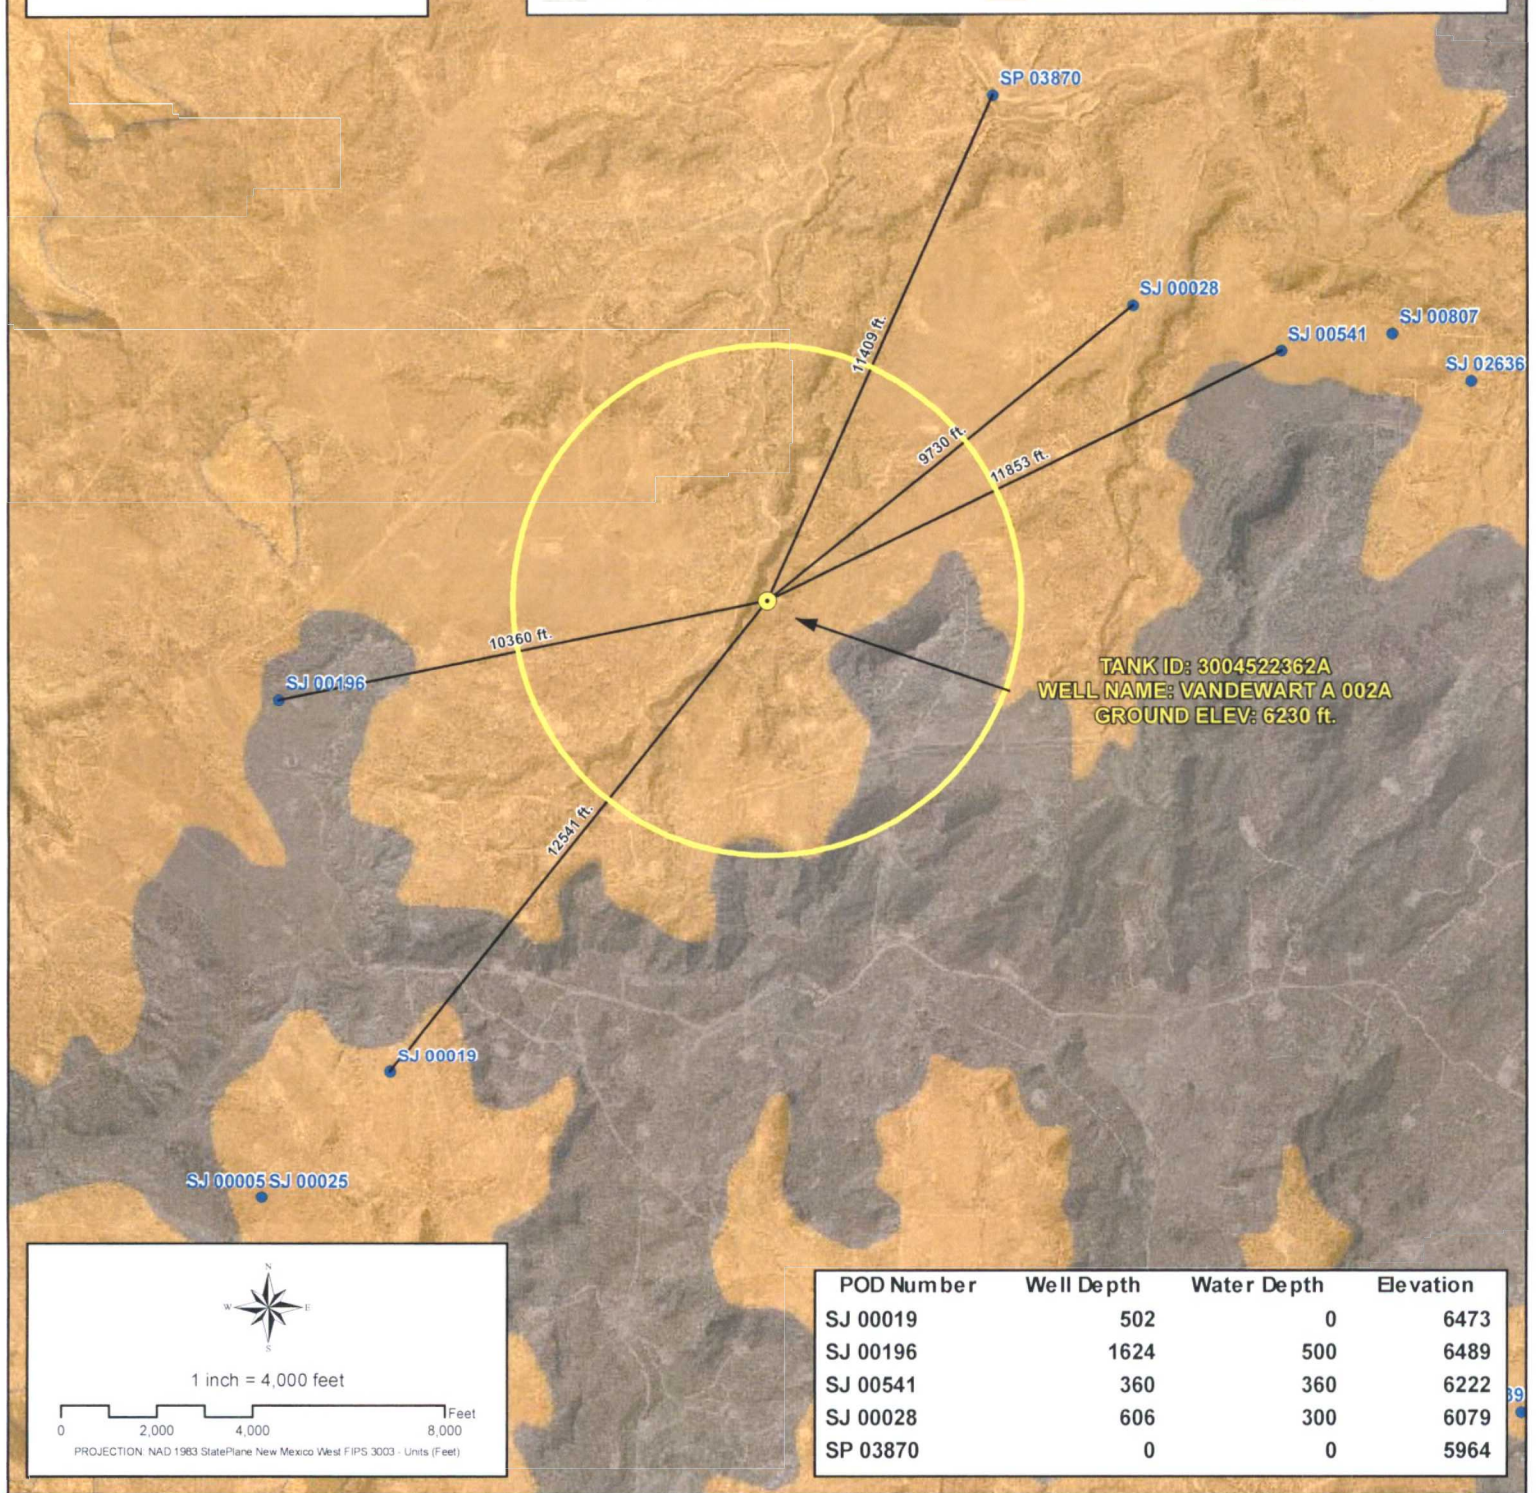 SP 03870
SJ 00028
SJ 00807
SJ 00541
SJ 02636
11409 ft.
9730 ft.
11853 ft.
10360 ft.
SJ 00196
TANK ID: 3004522362A
WELL NAME: VANDEWART A 002A
GROUND ELEV: 6230 ft.
12541 ft.
SJ 00019
SJ 00005 SJ 00025
N
W E
S
1 inch = 4,000 feet
Feet
0 2,000 4,000 8,000
PROJECTION: NAD 1983 StatePlane New Mexico West FIPS 3003 - Units (Feet)
POD Number Well Depth Water Depth Elevation
SJ 00019 502 0 6473
SJ 00196 1624 500 6489
SJ 00541 360 360 6222
SJ 00028 606 300 6079
SP 03870 0 0 5964